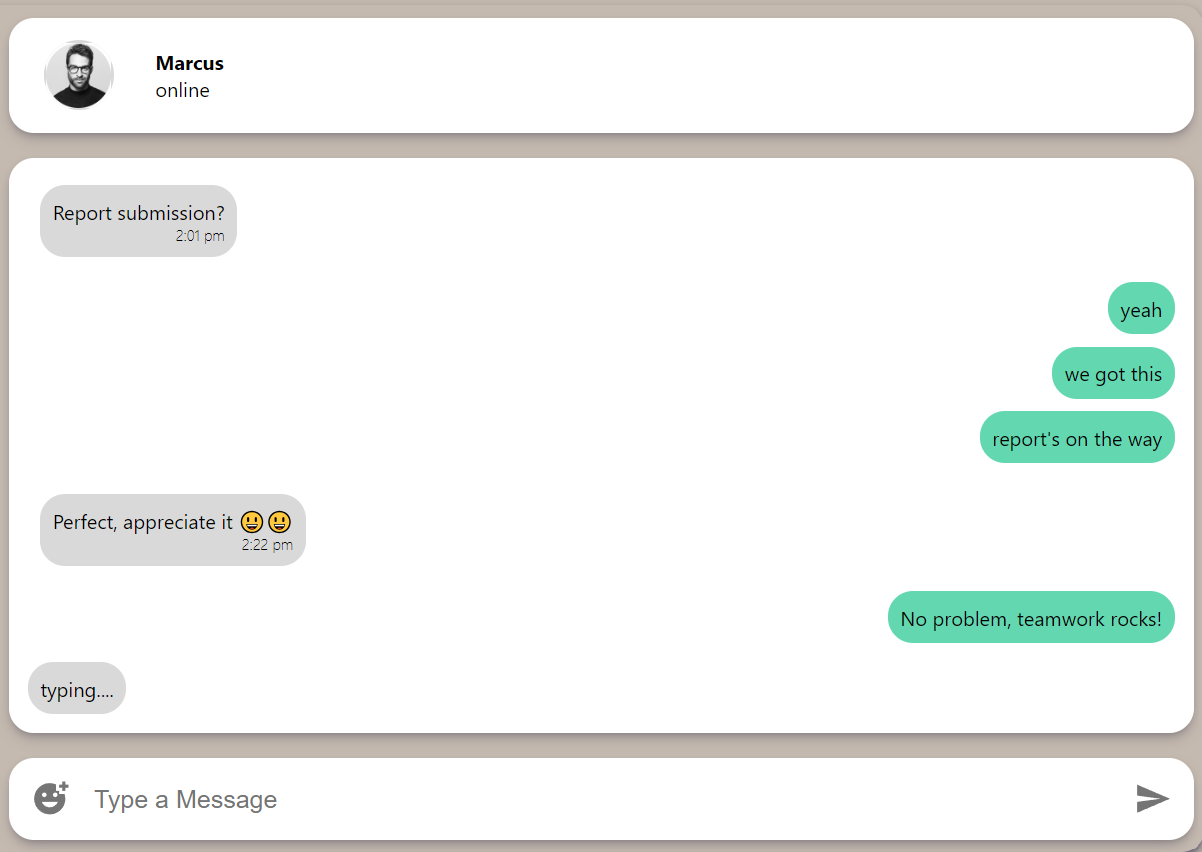 Marcus
online
Report submission?
2:01 pm
yeah
we got this
report's on the way
Perfect, appreciate it 😃😃
2:22 pm
No problem, teamwork rocks!
typing....
Type a Message